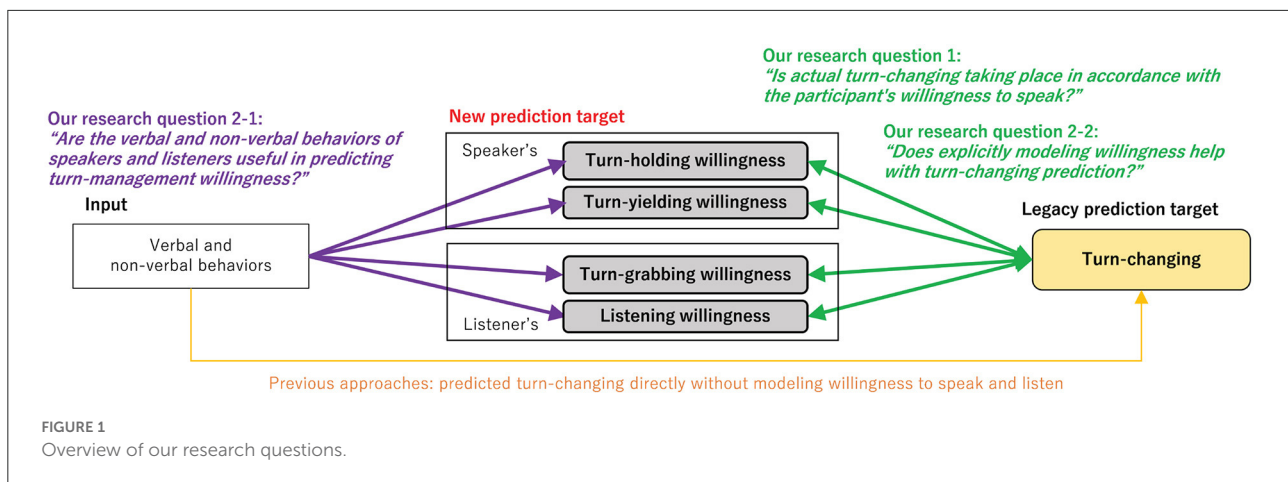 Our research question 1:
"Is actual turn-changing taking place in accordance with
the participant's willingness to speak?"
Our research question 2-1:
"Are the verbal and non-verbal behaviors of
speakers and listeners useful in predicting
turn-management willingness?"
New prediction target
Our research question 2-2:
"Does explicitly modeling willingness help
with turn-changing prediction?"
Input
Verbal and
non-verbal behaviors
Speaker's
Turn-holding willingness
Turn-yielding willingness
Turn-grabbing willingness
Listening willingness
Listener's
Legacy prediction target
Turn-changing
Previous approaches: predicted turn-changing directly without modeling willingness to speak and listen
FIGURE 1
Overview of our research questions.